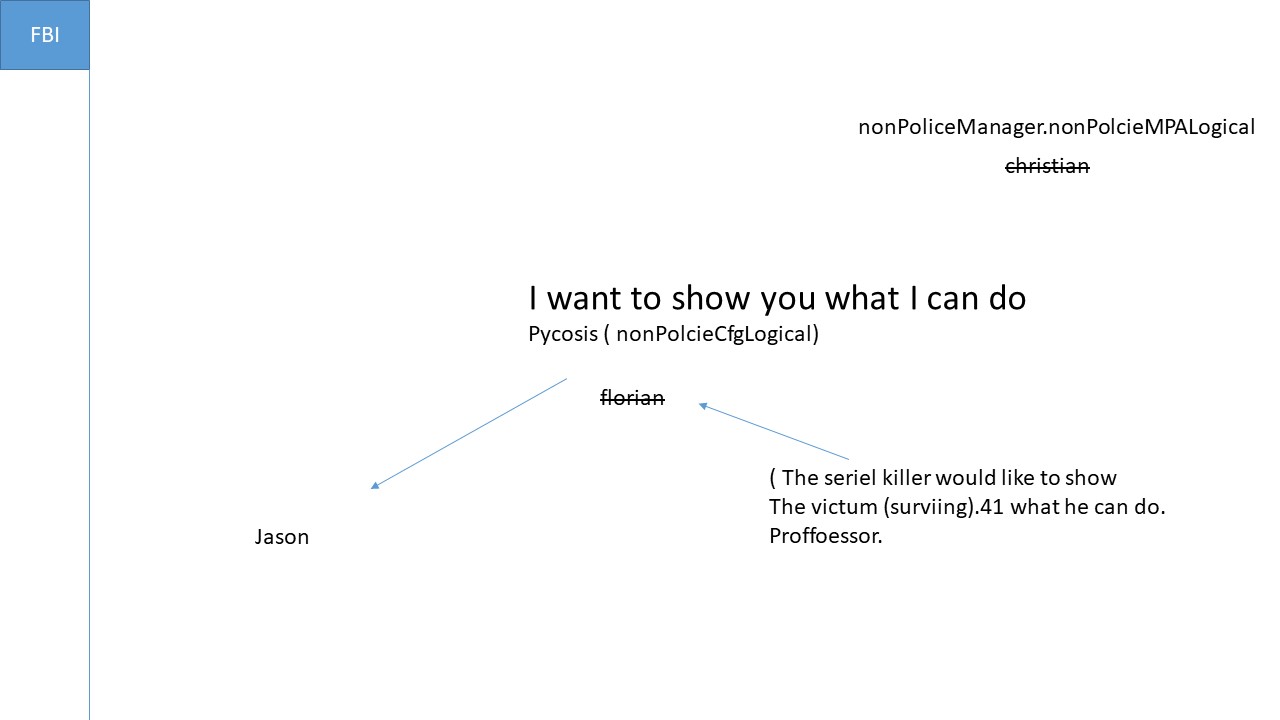 FBI
nonPoliceManager.nonPolcieMPALogical
christian
I want to show you what I can do
Pycosis ( nonPolcieCfgLogical)
florian
( The seriel killer would like to show
The victum (surviing).41 what he can do.
Proffoessor.
Jason